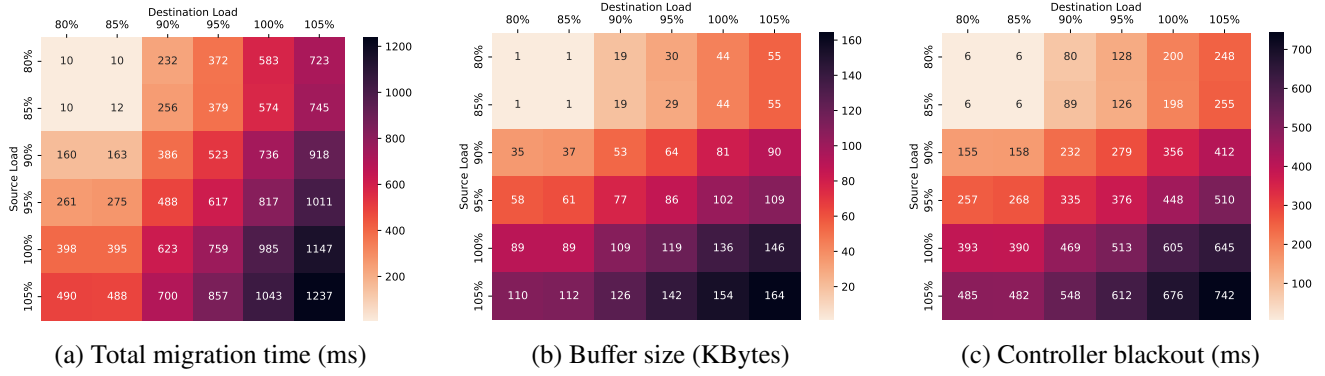 Destination Load
80% 85% 90% 95% 100% 105%
Source Load
80% 10 10 232 372 583 723
85% 10 12 256 379 574 745
90% 160 163 386 523 736 918
95% 261 275 488 617 817 1011
100% 398 395 623 759 985 1147
105% 490 488 700 857 1043 1237
1200
1000
800
600
400
200
(a) Total migration time (ms)
Destination Load
80% 85% 90% 95% 100% 105%
Source Load
80% 1 1 19 30 44 55
85% 1 1 19 29 44 55
90% 35 37 53 64 81 90
95% 58 61 77 86 102 109
100% 89 89 109 119 136 146
105% 110 112 126 142 154 164
160
140
120
100
80
60
40
20
(b) Buffer size (KBytes)
Destination Load
80% 85% 90% 95% 100% 105%
Source Load
80% 6 6 80 128 200 248
85% 6 6 89 126 198 255
90% 155 158 232 279 356 412
95% 257 268 335 376 448 510
100% 393 390 469 513 605 645
105% 485 482 548 612 676 742
700
600
500
400
300
200
100
(c) Controller blackout (ms)